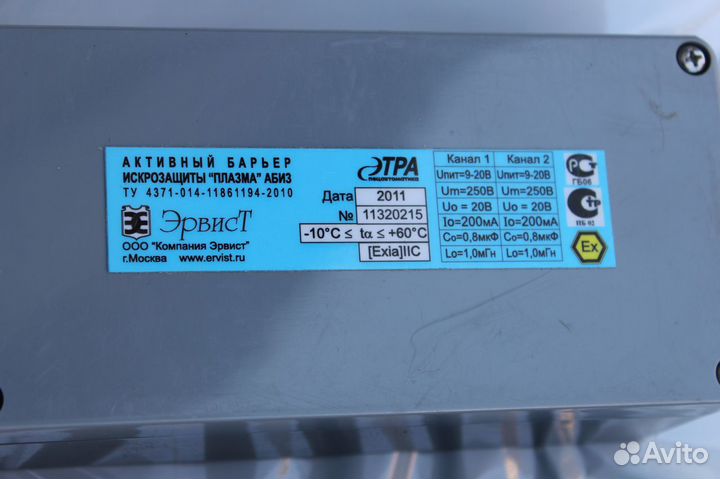 АКТИВНЫЙ БАРЬЕР
ИСКРОЗАЩИТЫ "ПЛАЗМА" АБИЗ
ТУ 4371-014-11861194-2010
ЭрвисТ
ООО "Компания Эрвист"
г.Москва www.ervist.ru
ЭТРА
спецавтоматика
Дата 2011
№ 11320215
-10°C ≤ tα ≤ +60°C
[Exia]IIC
Канал 1 Канал 2
Uпит=9-20В Uпит=9-20В
Um=250В Um=250В
Uo = 20В Uo = 20В
Io=200мА Io=200мА
Co=0,8мкФ Co=0,8мкФ
Lo=1,0мГн Lo=1,0мГн
ГБ06
Ex
Avito